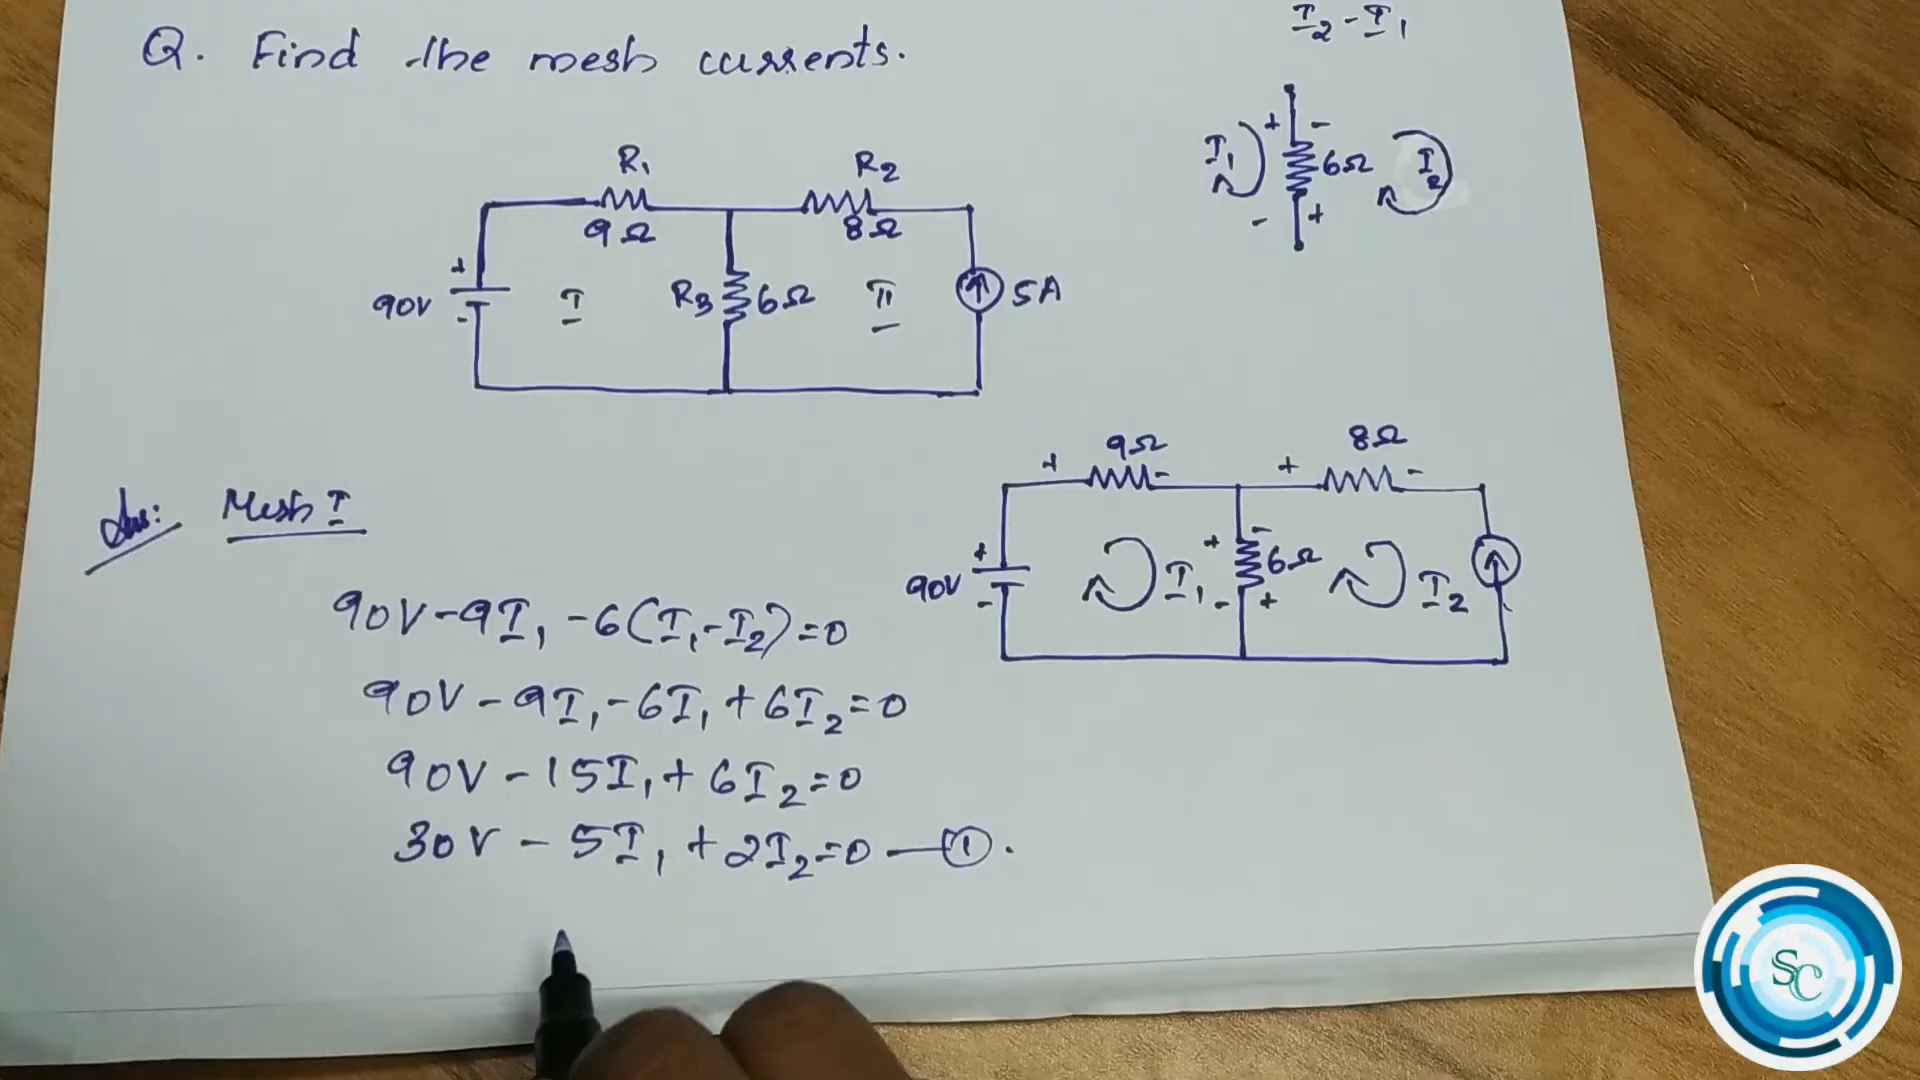 Q. Find the mesh currents.
I2 - I1
R1
9Ω
R2
8Ω
+
90V
-
I
R3 6Ω
II
5A
+ -
I1 6Ω I2
- +
Ans: Mesh I
90V - 9I1 - 6(I1 - I2) = 0
90V - 9I1 - 6I1 + 6I2 = 0
90V - 15I1 + 6I2 = 0
30V - 5I1 + 2I2 = 0 — ①.
9Ω 8Ω
+ - + -
+ + - 6Ω
90V I1 I2
- - +
SC